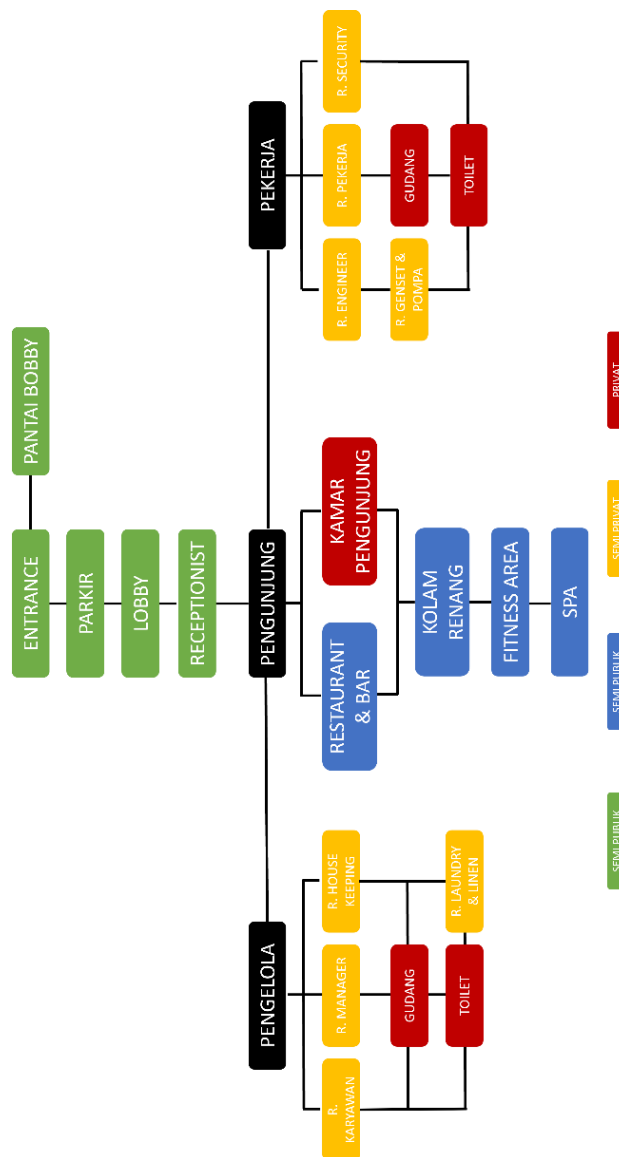 ENTRANCE
PANTAI BOBBY
PARKIR
LOBBY
RECEPTIONIST
PENGELOLA
PENGUNJUNG
PEKERJA
R.
KARYAWAN
R. MANAGER
R. HOUSE
KEEPING
RESTAURANT
& BAR
KAMAR
PENGUNJUNG
R. ENGINEER
R. PEKERJA
R. SECURITY
GUDANG
KOLAM
RENANG
R. GENSET &
POMPA
GUDANG
TOILET
R. LAUNDRY
& LINEN
FITNESS AREA
TOILET
SPA
SEMI PUBLIK
SEMI PUBLIK
SEMI PRIVAT
PRIVAT